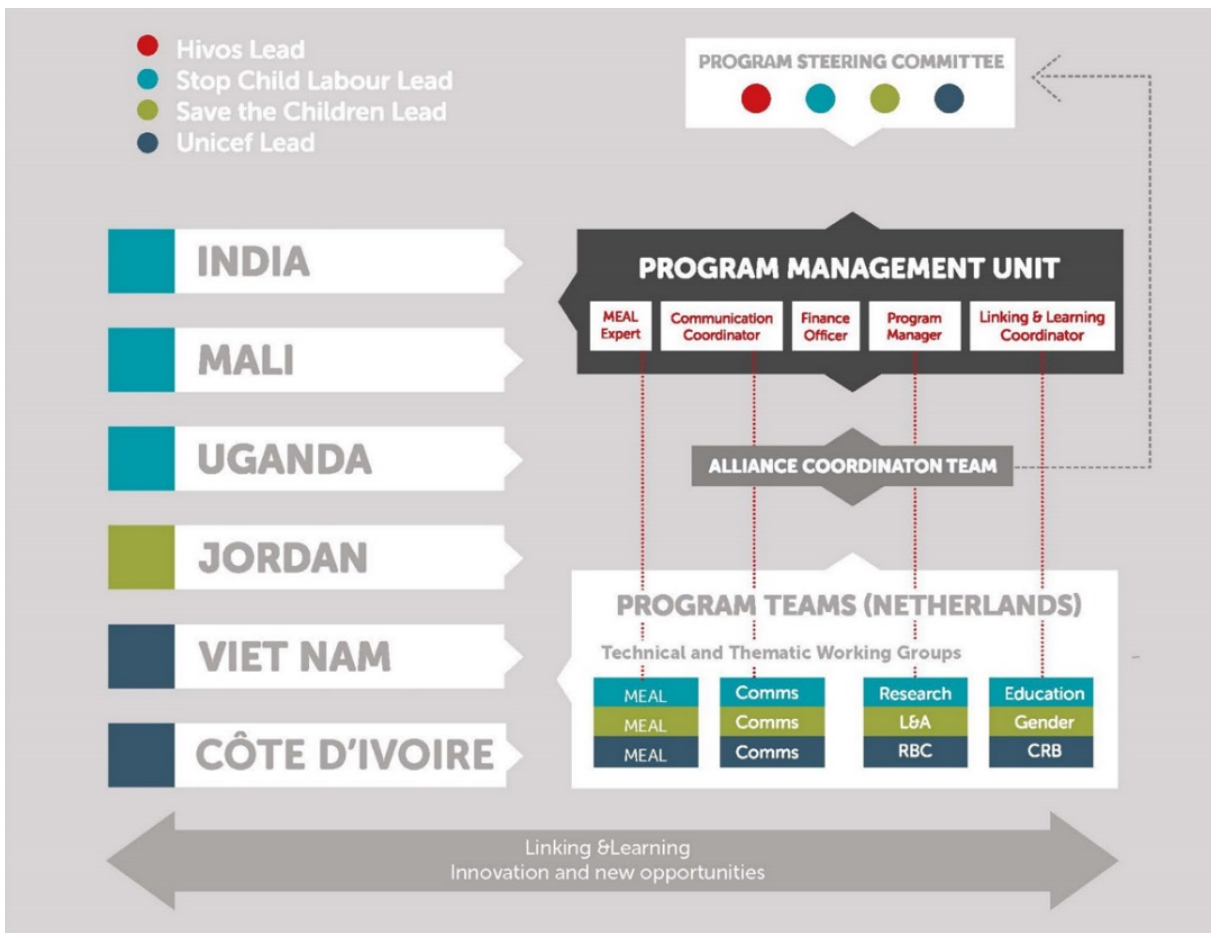 Hivos Lead
Stop Child Labour Lead
Save the Children Lead
Unicef Lead
PROGRAM STEERING COMMITTEE
INDIA
MALI
UGANDA
JORDAN
VIET NAM
CÔTE D'IVOIRE
PROGRAM MANAGEMENT UNIT
MEAL
Expert
Communication
Coordinator
Finance
Officer
Program
Manager
Linking & Learning
Coordinator
ALLIANCE COORDINATON TEAM
PROGRAM TEAMS (NETHERLANDS)
Technical and Thematic Working Groups
MEAL
MEAL
MEAL
Comms
Comms
Comms
Research
L&A
RBC
Education
Gender
CRB
Linking &Learning
Innovation and new opportunities